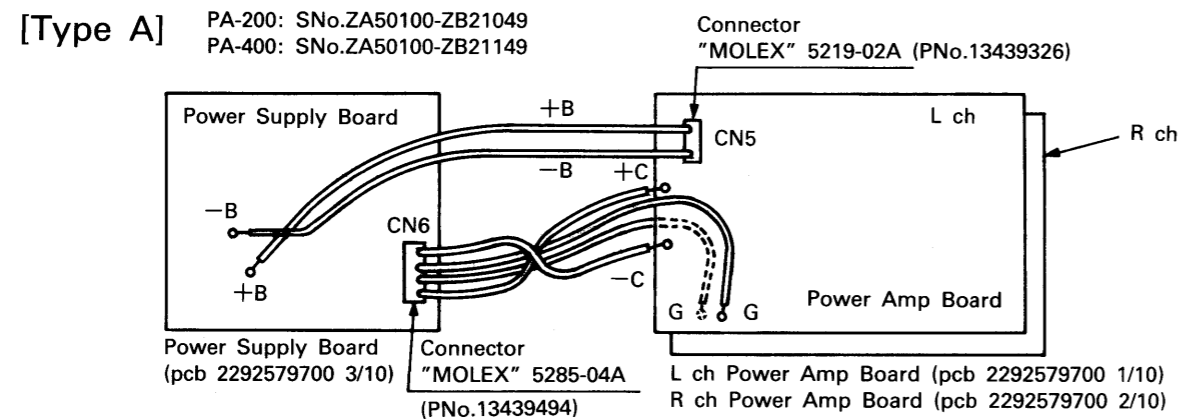 [Type A]
PA-200: SNo.ZA50100-ZB21049
PA-400: SNo.ZA50100-ZB21149
Connector
"MOLEX" 5219-02A (PNo.13439326)
Power Supply Board
+B
L ch
CN5
R ch
−B
+C
−B
CN6
+B
−C
G
G
Power Amp Board
Power Supply Board
(pcb 2292579700 3/10)
Connector
"MOLEX" 5285-04A
(PNo.13439494)
L ch Power Amp Board (pcb 2292579700 1/10)
R ch Power Amp Board (pcb 2292579700 2/10)